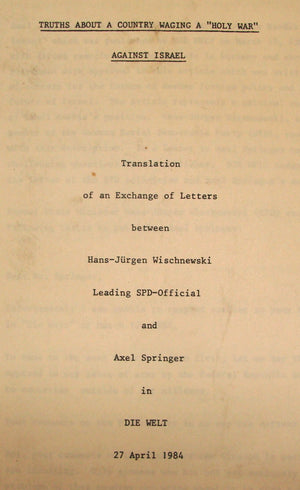 TRUTHS ABOUT A COUNTRY WAGING A "HOLY WAR"
AGAINST ISRAEL
Translation
of an Exchange of Letters
between
Hans-Jürgen Wischnewski
Leading SPD-Official
and
Axel Springer
in
DIE WELT
27 April 1984